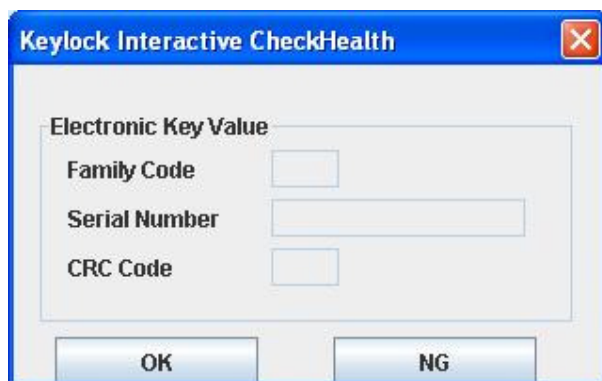 Keylock Interactive CheckHealth
Electronic Key Value
Family Code
Serial Number
CRC Code
OK NG